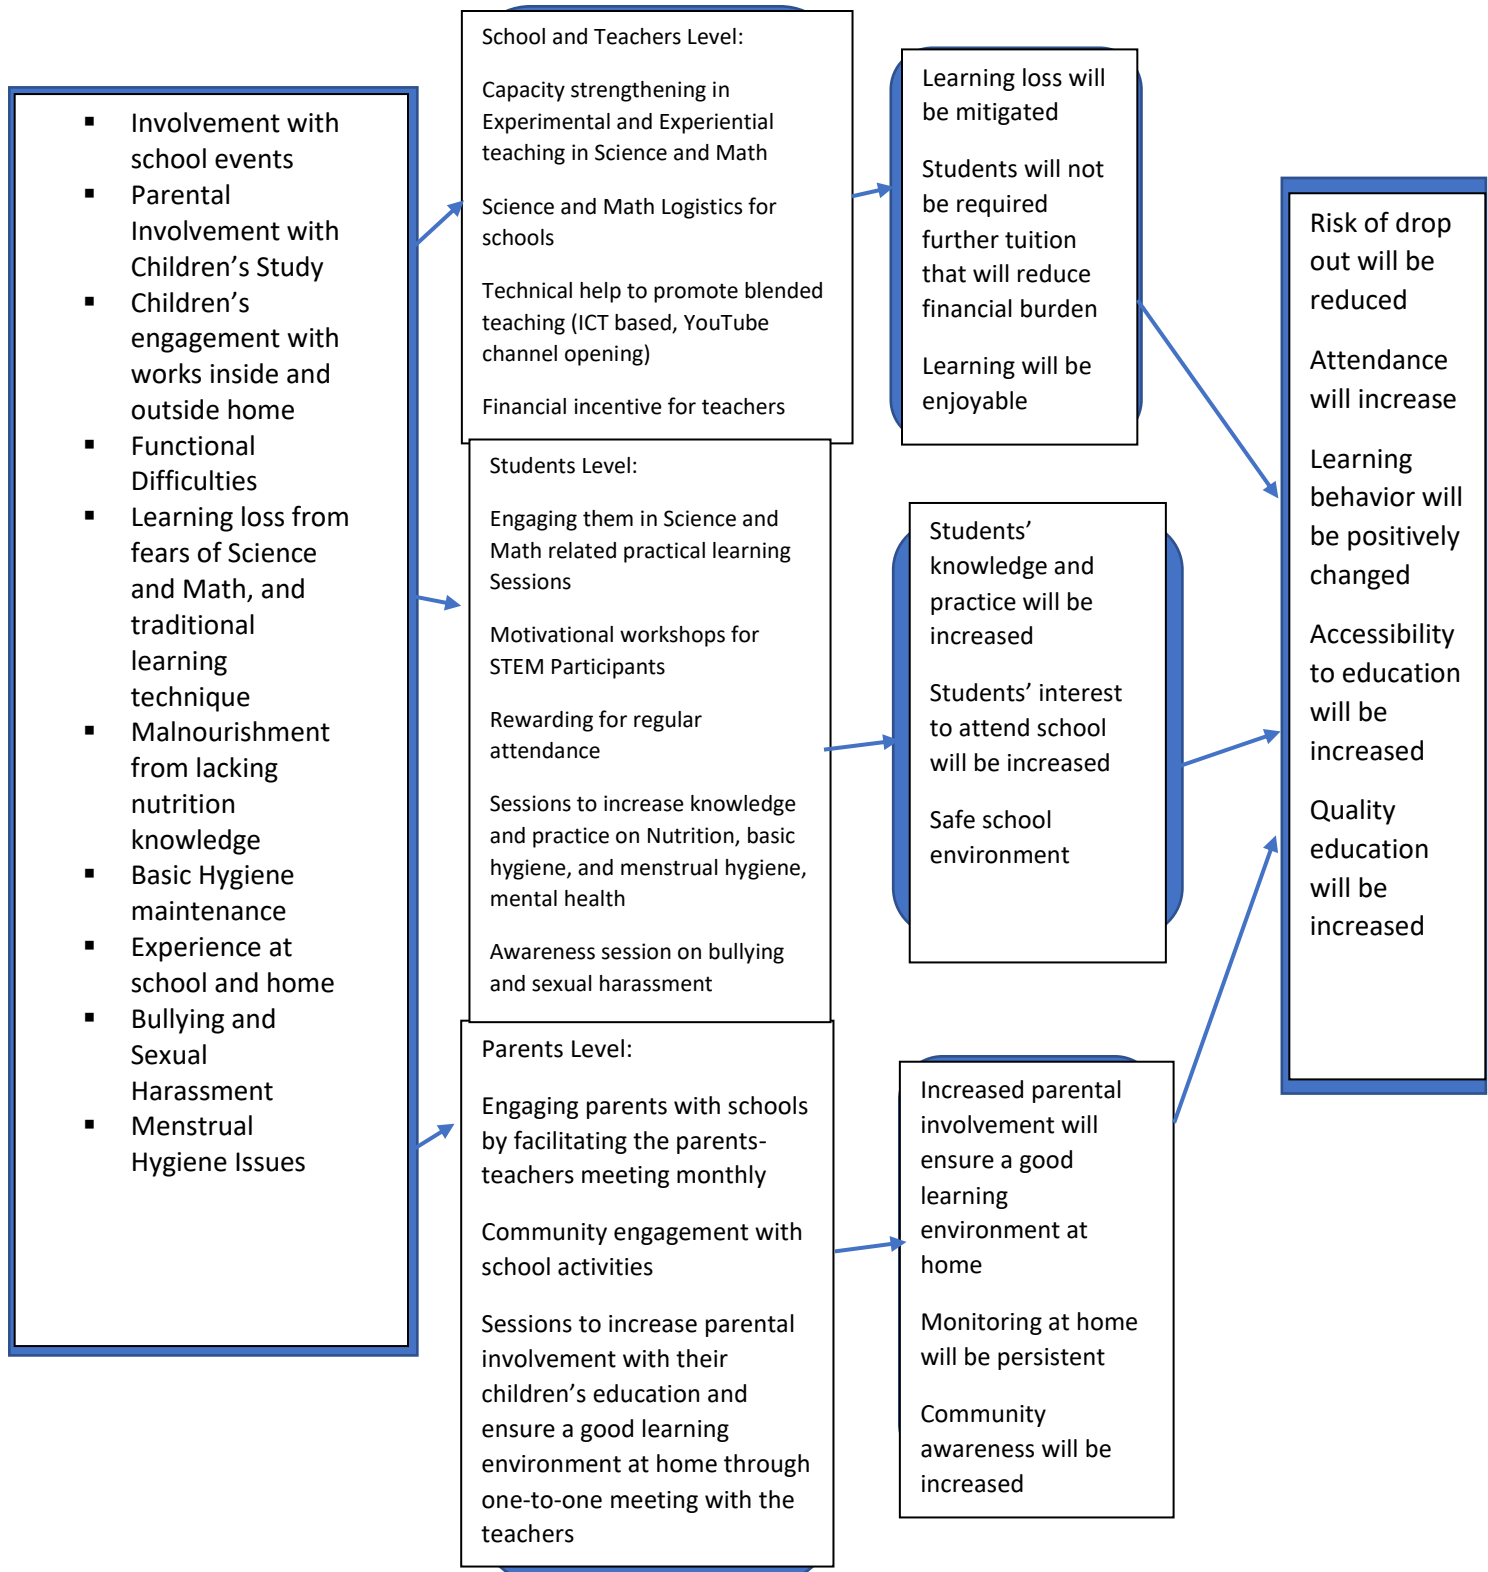 ▪ Involvement with
school events
▪ Parental
Involvement with
Children’s Study
▪ Children’s
engagement with
works inside and
outside home
▪ Functional
Difficulties
▪ Learning loss from
fears of Science
and Math, and
traditional
learning
technique
▪ Malnourishment
from lacking
nutrition
knowledge
▪ Basic Hygiene
maintenance
▪ Experience at
school and home
▪ Bullying and
Sexual
Harassment
▪ Menstrual
Hygiene Issues
School and Teachers Level:
Capacity strengthening in
Experimental and Experiential
teaching in Science and Math
Science and Math Logistics for
schools
Technical help to promote blended
teaching (ICT based, YouTube
channel opening)
Financial incentive for teachers
Students Level:
Engaging them in Science and
Math related practical learning
Sessions
Motivational workshops for
STEM Participants
Rewarding for regular
attendance
Sessions to increase knowledge
and practice on Nutrition, basic
hygiene, and menstrual hygiene,
mental health
Awareness session on bullying
and sexual harassment
Parents Level:
Engaging parents with schools
by facilitating the parents-
teachers meeting monthly
Community engagement with
school activities
Sessions to increase parental
involvement with their
children’s education and
ensure a good learning
environment at home through
one-to-one meeting with the
teachers
Learning loss will
be mitigated
Students will not
be required
further tuition
that will reduce
financial burden
Learning will be
enjoyable
Students’
knowledge and
practice will be
increased
Students’ interest
to attend school
will be increased
Safe school
environment
Increased parental
involvement will
ensure a good
learning
environment at
home
Monitoring at home
will be persistent
Community
awareness will be
increased
Risk of drop
out will be
reduced
Attendance
will increase
Learning
behavior will
be positively
changed
Accessibility
to education
will be
increased
Quality
education
will be
increased